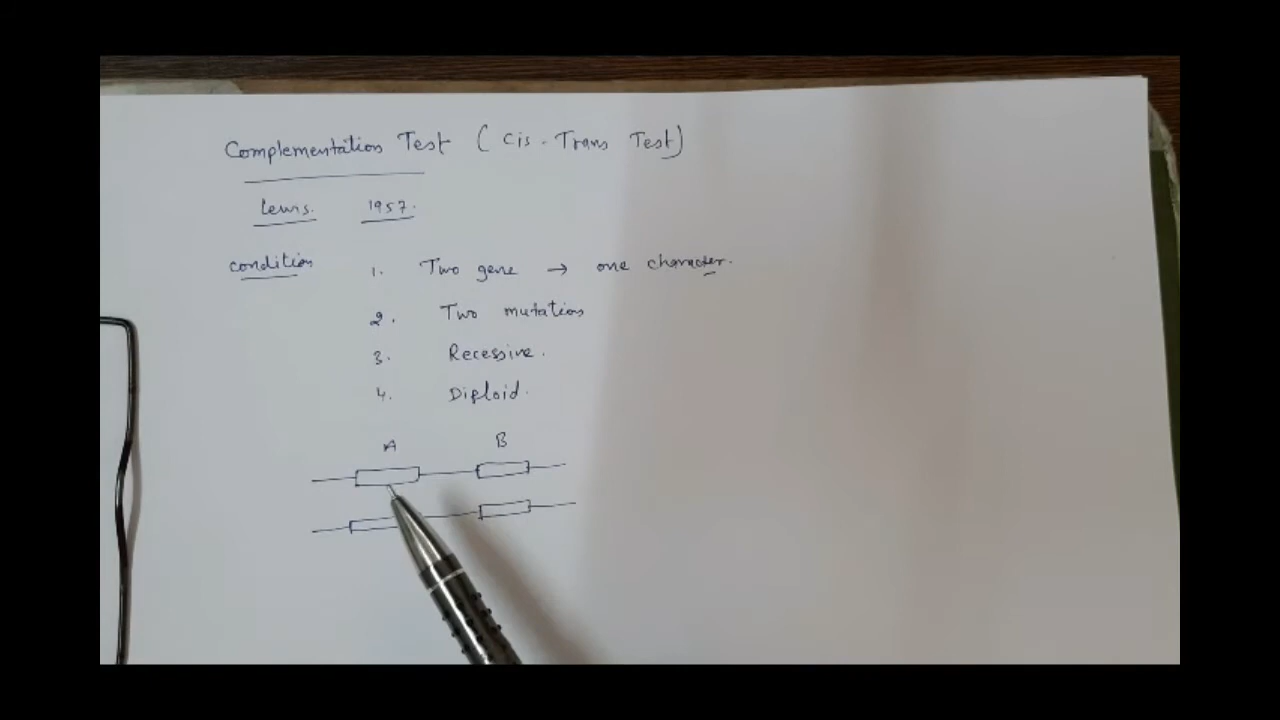 Complementation Test ( Cis - Trans Test)
Lewis. 1957.
condition 1. Two gene → one character.
2. Two mutation
3. Recessive.
4. Diploid.
A B